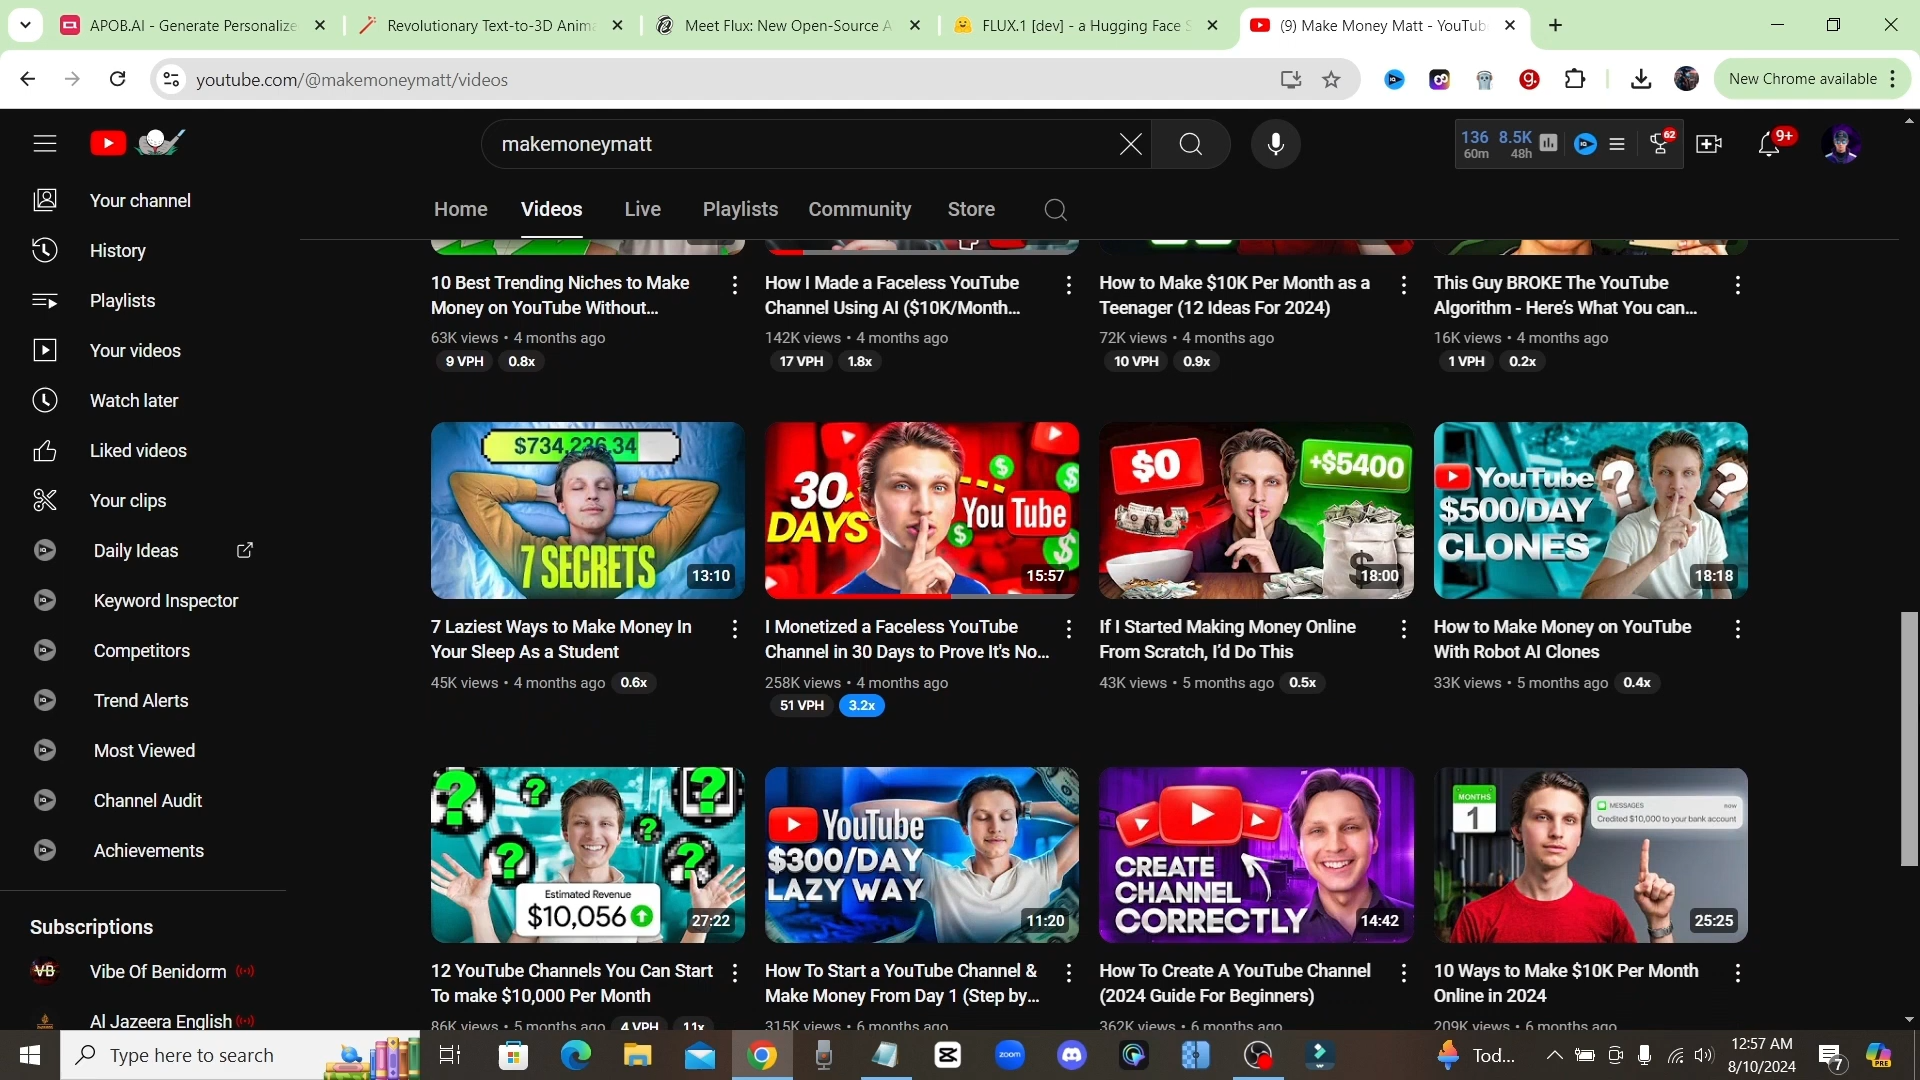 APOB.AI - Generate Personalize
Revolutionary Text-to-3D Anima
Meet Flux: New Open-Source A
FLUX.1 [dev] - a Hugging Face S
(9) Make Money Matt - YouTub
youtube.com/@makemoneymatt/videos
New Chrome available
makemoneymatt
136 8.5K
60m 48h
62
9+
Home Videos Live Playlists Community Store
Your channel
History
Playlists
Your videos
Watch later
Liked videos
Your clips
Daily Ideas
Keyword Inspector
Competitors
Trend Alerts
Most Viewed
Channel Audit
Achievements
Subscriptions
Vibe Of Benidorm
Al Jazeera English
10 Best Trending Niches to Make
Money on YouTube Without...
63K views • 4 months ago
9 VPH 0.8x
How I Made a Faceless YouTube
Channel Using AI ($10K/Month...
142K views • 4 months ago
17 VPH 1.8x
How to Make $10K Per Month as a
Teenager (12 Ideas For 2024)
72K views • 4 months ago
10 VPH 0.9x
This Guy BROKE The YouTube
Algorithm - Here's What You can...
16K views • 4 months ago
1 VPH 0.2x
$734,236.34
7 SECRETS
13:10
7 Laziest Ways to Make Money In
Your Sleep As a Student
45K views • 4 months ago 0.6x
30
DAYS
YouTube
15:57
I Monetized a Faceless YouTube
Channel in 30 Days to Prove It's No...
258K views • 4 months ago
51 VPH 3.2x
$0
+$5400
$
18:00
If I Started Making Money Online
From Scratch, I'd Do This
43K views • 5 months ago 0.5x
YouTube
$500/DAY
CLONES
18:18
How to Make Money on YouTube
With Robot AI Clones
33K views • 5 months ago 0.4x
Estimated Revenue
$10,056
27:22
12 YouTube Channels You Can Start
To make $10,000 Per Month
86K views • 5 months ago 4 VPH 1.1x
YouTube
$300/DAY
LAZY WAY
11:20
How To Start a YouTube Channel &
Make Money From Day 1 (Step by...
315K views • 6 months ago
CREATE
CHANNEL
CORRECTLY
14:42
How To Create A YouTube Channel
(2024 Guide For Beginners)
362K views • 6 months ago
MONTHS
1
MESSAGES now
Credited $10,000 to your bank account
25:25
10 Ways to Make $10K Per Month
Online in 2024
209K views • 6 months ago
Type here to search
zoom
Tod...
12:57 AM
8/10/2024
7
PRE